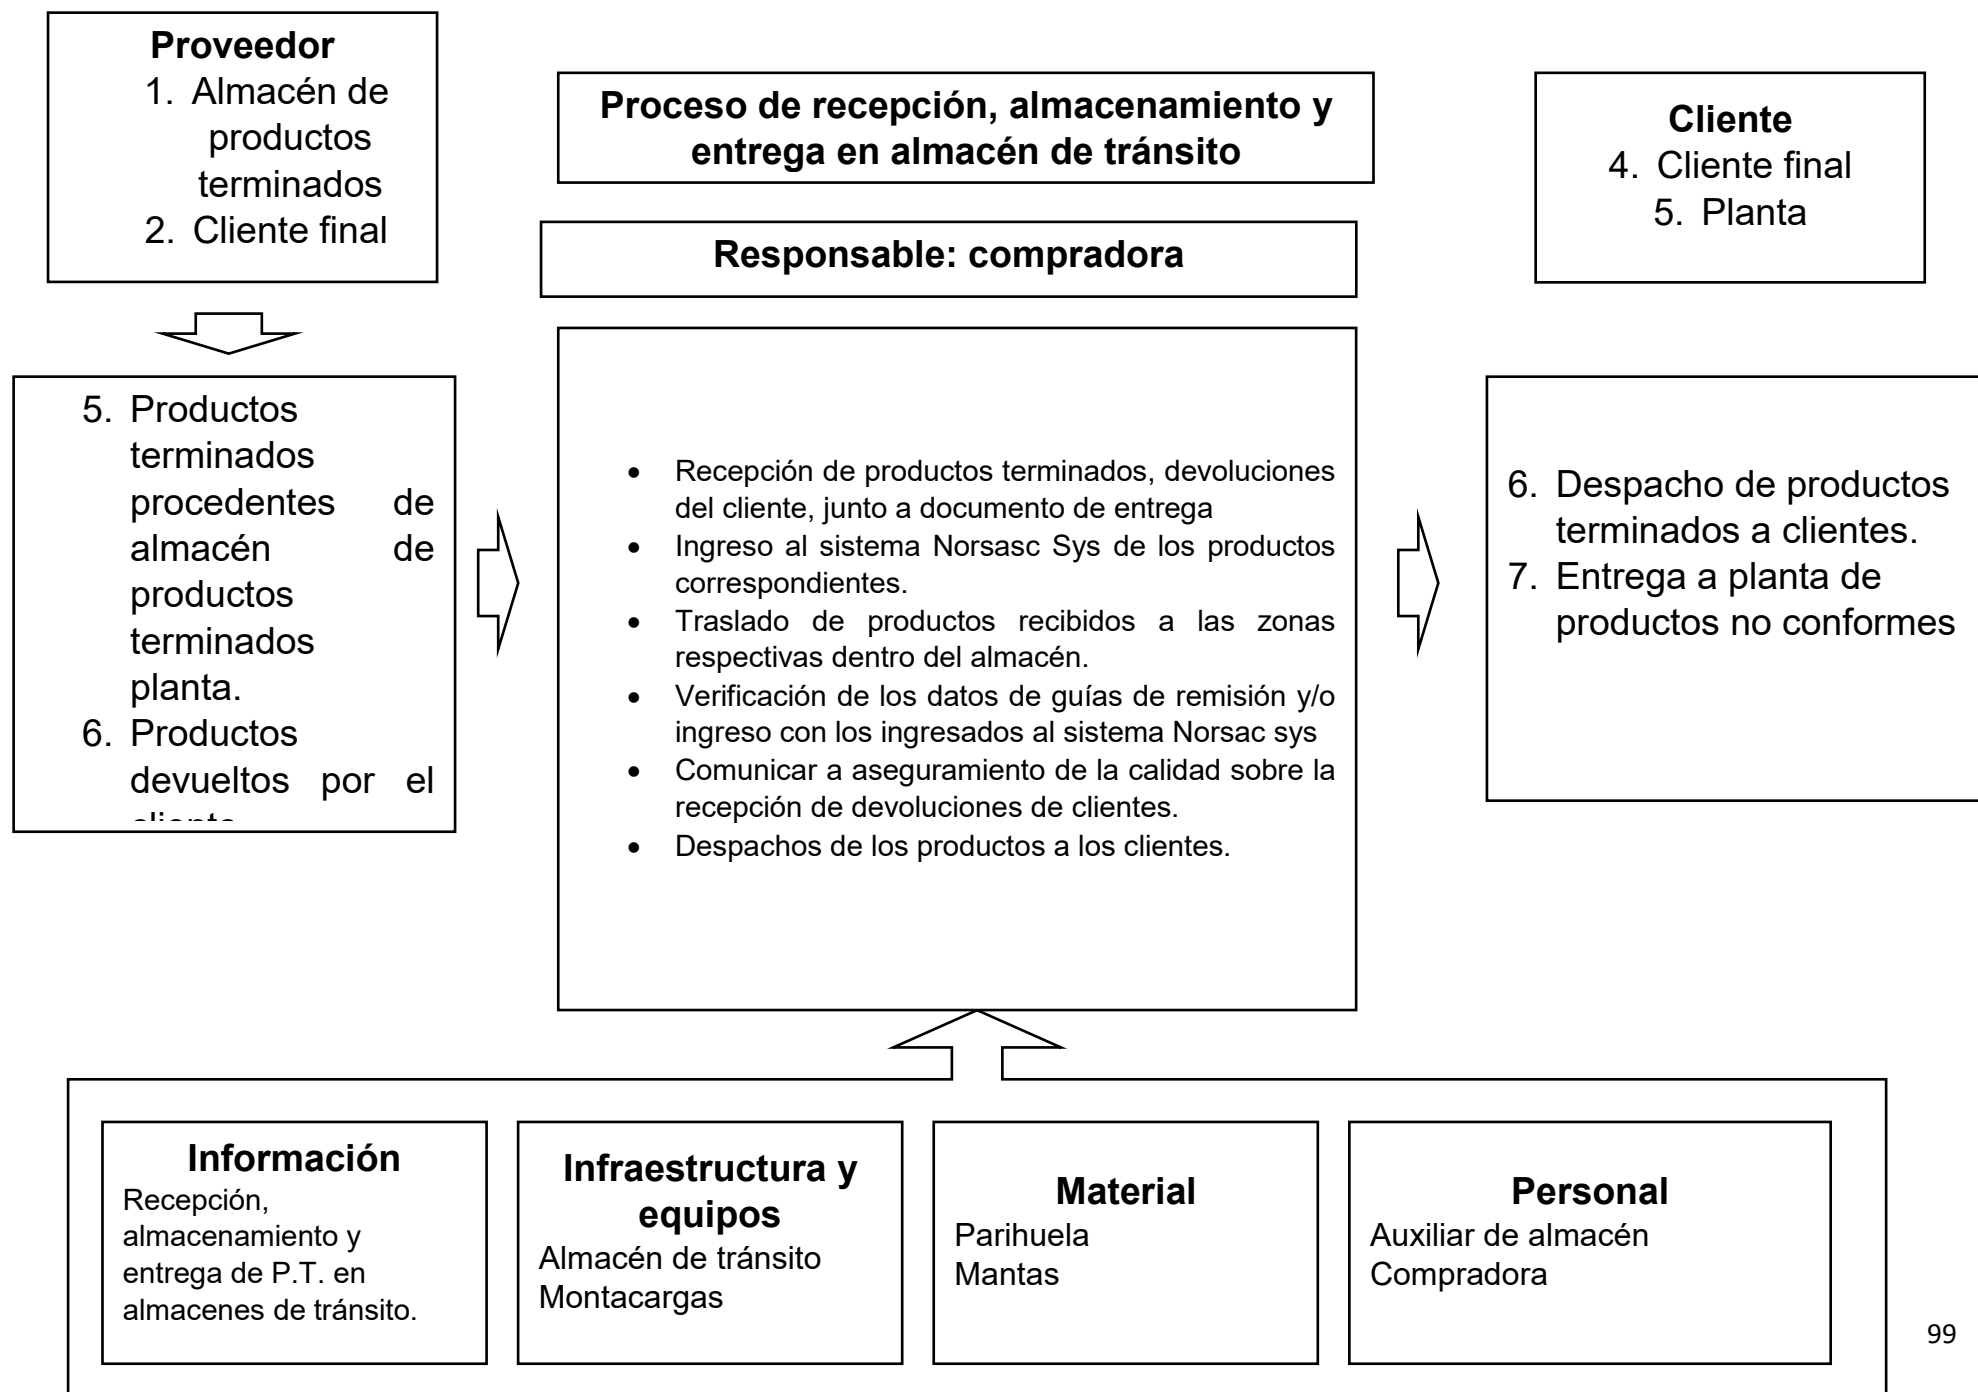 Proveedor
1. Almacén de
productos
terminados
2. Cliente final
Proceso de recepción, almacenamiento y
entrega en almacén de tránsito
Responsable: compradora
Cliente
4. Cliente final
5. Planta
5. Productos
terminados
procedentes de
almacén de
productos
terminados
planta.
6. Productos
devueltos por el
• Recepción de productos terminados, devoluciones
del cliente, junto a documento de entrega
• Ingreso al sistema Norsasc Sys de los productos
correspondientes.
• Traslado de productos recibidos a las zonas
respectivas dentro del almacén.
• Verificación de los datos de guías de remisión y/o
ingreso con los ingresados al sistema Norsac sys
• Comunicar a aseguramiento de la calidad sobre la
recepción de devoluciones de clientes.
• Despachos de los productos a los clientes.
6. Despacho de productos
terminados a clientes.
7. Entrega a planta de
productos no conformes
Información
Recepción,
almacenamiento y
entrega de P.T. en
almacenes de tránsito.
Infraestructura y
equipos
Almacén de tránsito
Montacargas
Material
Parihuela
Mantas
Personal
Auxiliar de almacén
Compradora
99